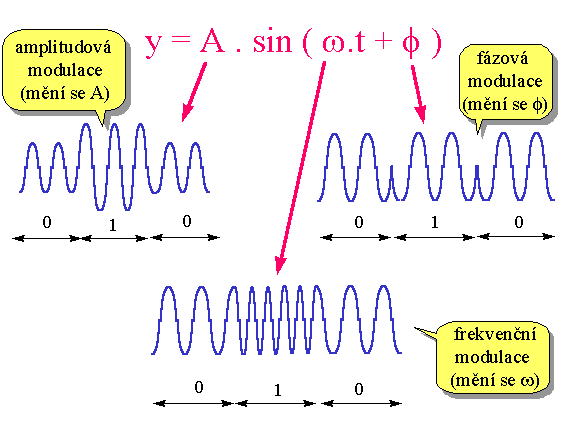 y = A . sin ( ω.t + ϕ )
amplitudová
modulace
(mění se A)
fázová
modulace
(mění se ϕ)
0 1 0
0 1 0
frekvenční
modulace
(mění se ω)
0 1 0